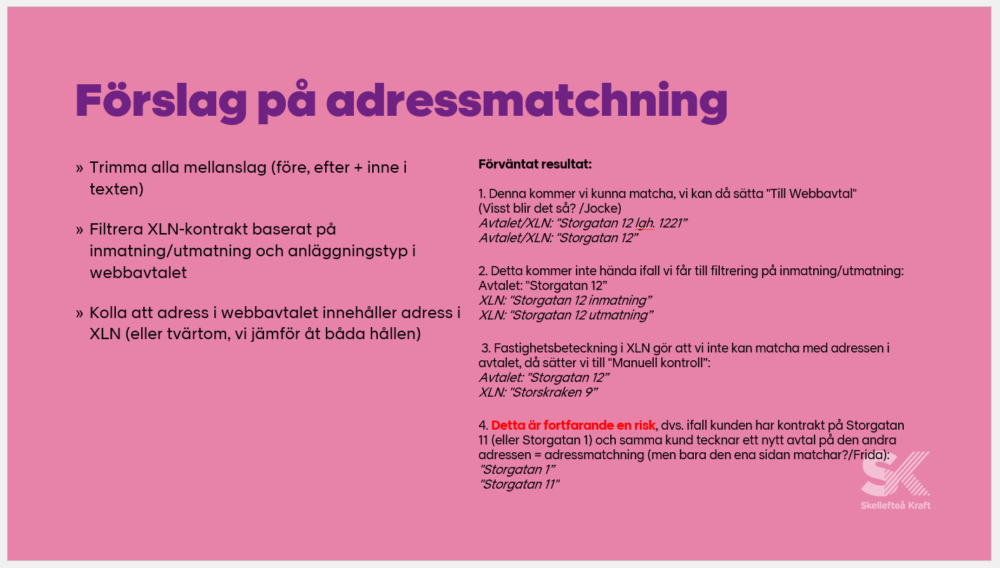 Förslag på adressmatchning
» Trimma alla mellanslag (före, efter + inne i
texten)
» Filtrera XLN-kontrakt baserat på
inmatning/utmatning och anläggningstyp i
webbavtalet
» Kolla att adress i webbavtalet innehåller adress i
XLN (eller tvärtom, vi jämför åt båda hållen)
Förväntat resultat:
1. Denna kommer vi kunna matcha, vi kan då sätta "Till Webbavtal"
(Visst blir det så? /Jocke)
Avtalet/XLN: "Storgatan 12 lgh. 1221”
Avtalet/XLN: "Storgatan 12”
2. Detta kommer inte hända ifall vi får till filtrering på inmatning/utmatning:
Avtalet: "Storgatan 12”
XLN: "Storgatan 12 inmatning”
XLN: "Storgatan 12 utmatning”
3. Fastighetsbeteckning i XLN gör att vi inte kan matcha med adressen i
avtalet, då sätter vi till "Manuell kontroll”:
Avtalet: "Storgatan 12”
XLN: "Storskraken 9”
4. Detta är fortfarande en risk, dvs. ifall kunden har kontrakt på Storgatan
11 (eller Storgatan 1) och samma kund tecknar ett nytt avtal på den andra
adressen = adressmatchning (men bara den ena sidan matchar?/Frida):
"Storgatan 1”
"Storgatan 11"
SK
Skellefteå Kraft